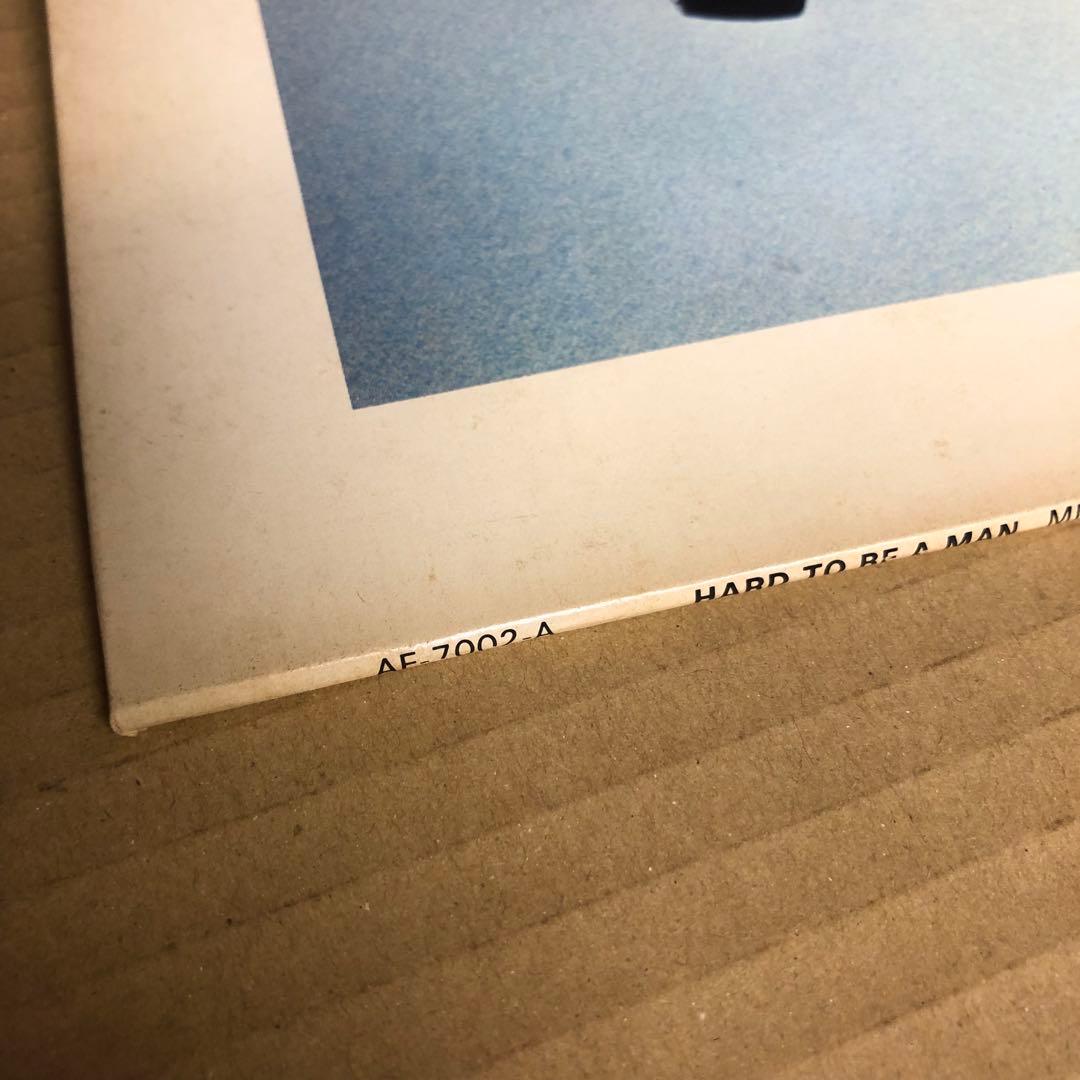 AF-7002-A HARD TO BE A MAN